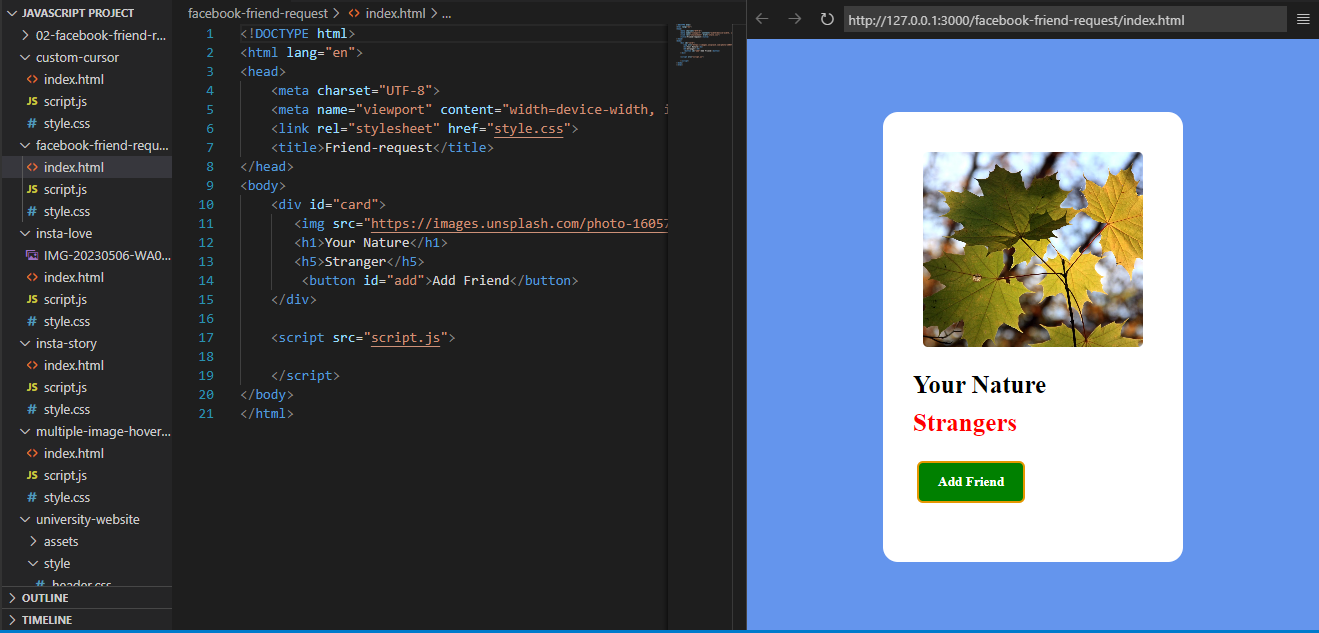 JAVASCRIPT PROJECT
02-facebook-friend-r...
custom-cursor
index.html
JS script.js
# style.css
facebook-friend-requ...
index.html
JS script.js
# style.css
insta-love
IMG-20230506-WA0...
index.html
JS script.js
# style.css
insta-story
index.html
JS script.js
# style.css
multiple-image-hover...
index.html
JS script.js
# style.css
university-website
assets
style
# header.css
OUTLINE
TIMELINE
facebook-friend-request > <> index.html > ...
1 <!DOCTYPE html>
2 <html lang="en">
3 <head>
4 <meta charset="UTF-8">
5 <meta name="viewport" content="width=device-width, i
6 <link rel="stylesheet" href="style.css">
7 <title>Friend-request</title>
8 </head>
9 <body>
10 <div id="card">
11 <img src="https://images.unsplash.com/photo-16057
12 <h1>Your Nature</h1>
13 <h5>Stranger</h5>
14 <button id="add">Add Friend</button>
15 </div>
16
17 <script src="script.js">
18
19 </script>
20 </body>
21 </html>
http://127.0.0.1:3000/facebook-friend-request/index.html
Your Nature
Strangers
Add Friend